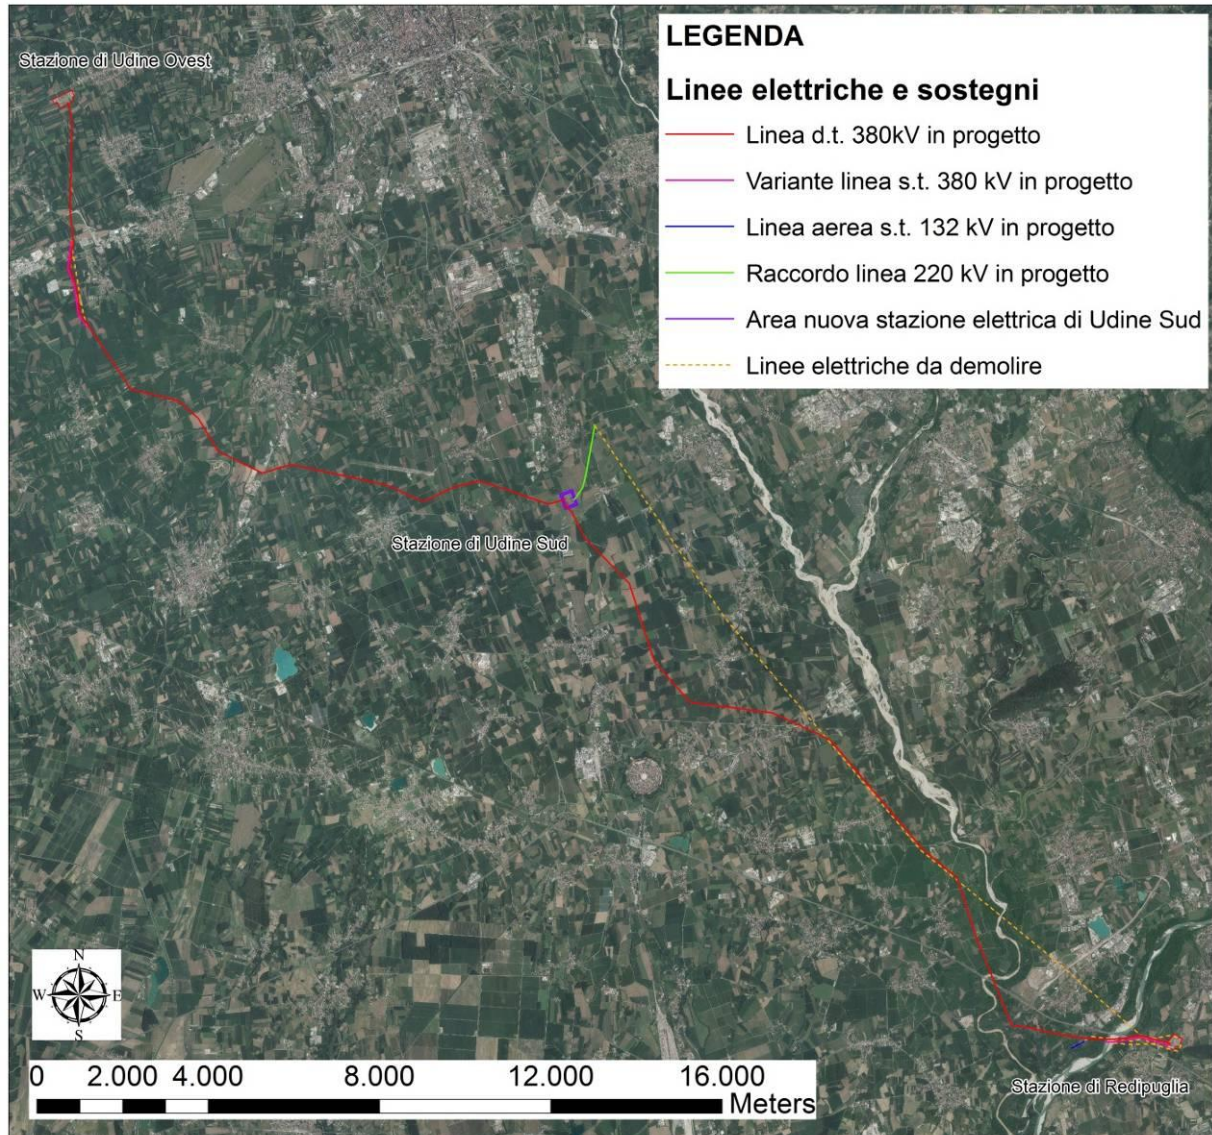 Stazione di Udine Ovest
LEGENDA
Linee elettriche e sostegni
Linea d.t. 380kV in progetto
Variante linea s.t. 380 kV in progetto
Linea aerea s.t. 132 kV in progetto
Raccordo linea 220 kV in progetto
Area nuova stazione elettrica di Udine Sud
Linee elettriche da demolire
Stazione di Udine Sud
N
W E
S
0 2.000 4.000 8.000 12.000 16.000
Meters
Stazione di Redipuglia